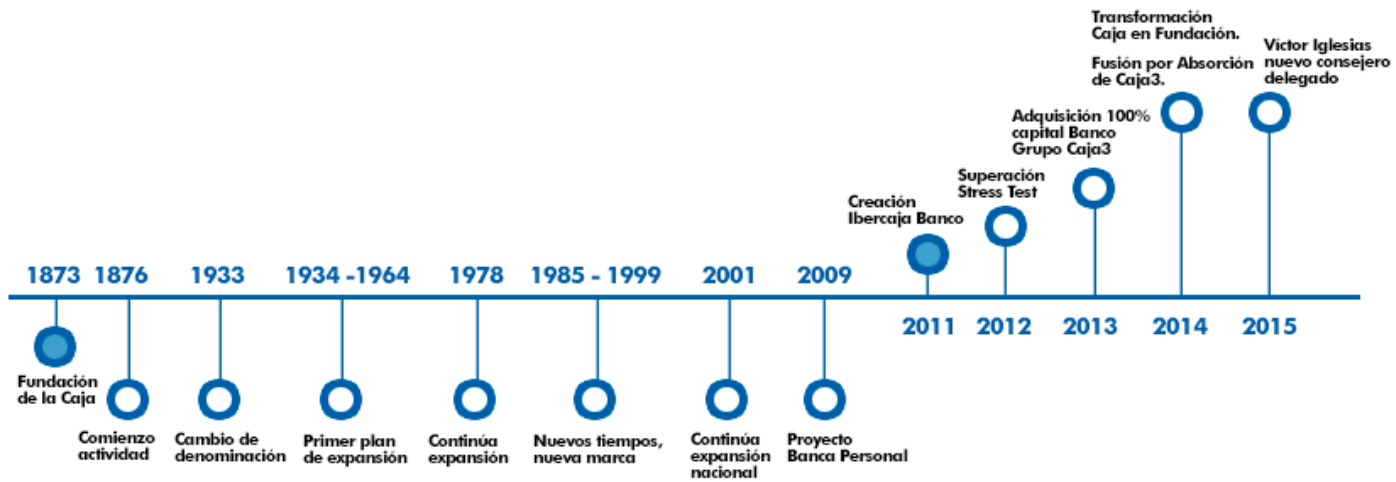 Transformación
Caja en Fundación.
Fusión por Absorción
de Caja3.
Víctor Iglesias
nuevo consejero
delegado
Adquisición 100%
capital Banco
Grupo Caja3
Superación
Stress Test
Creación
Ibercaja Banco
1873
1876
1933
1934 -1964
1978
1985 - 1999
2001
2009
2011
2012
2013
2014
2015
Fundación
de la Caja
Comienzo
actividad
Cambio de
denominación
Primer plan
de expansión
Continúa
expansión
Nuevos tiempos,
nueva marca
Continúa
expansión
nacional
Proyecto
Banca Personal